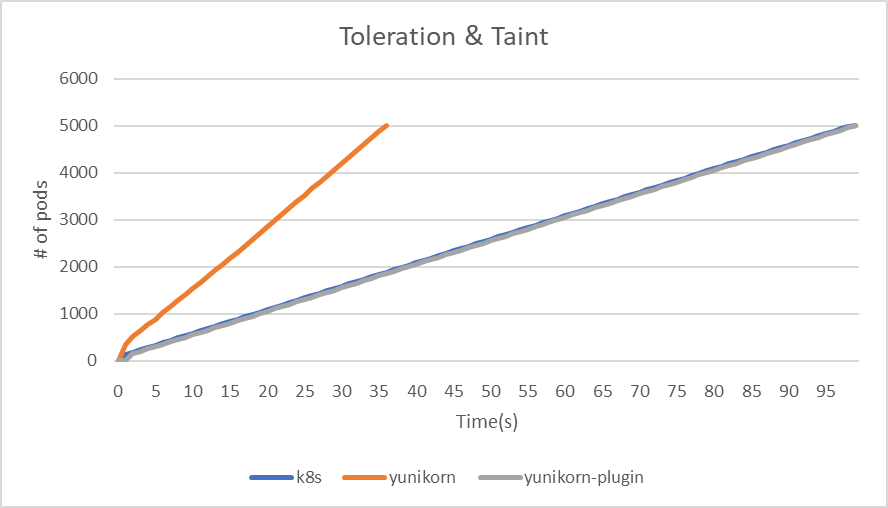 Toleration & Taint
# of pods
6000
5000
4000
3000
2000
1000
0
0 5 10 15 20 25 30 35 40 45 50 55 60 65 70 75 80 85 90 95
Time(s)
k8s yunikorn yunikorn-plugin